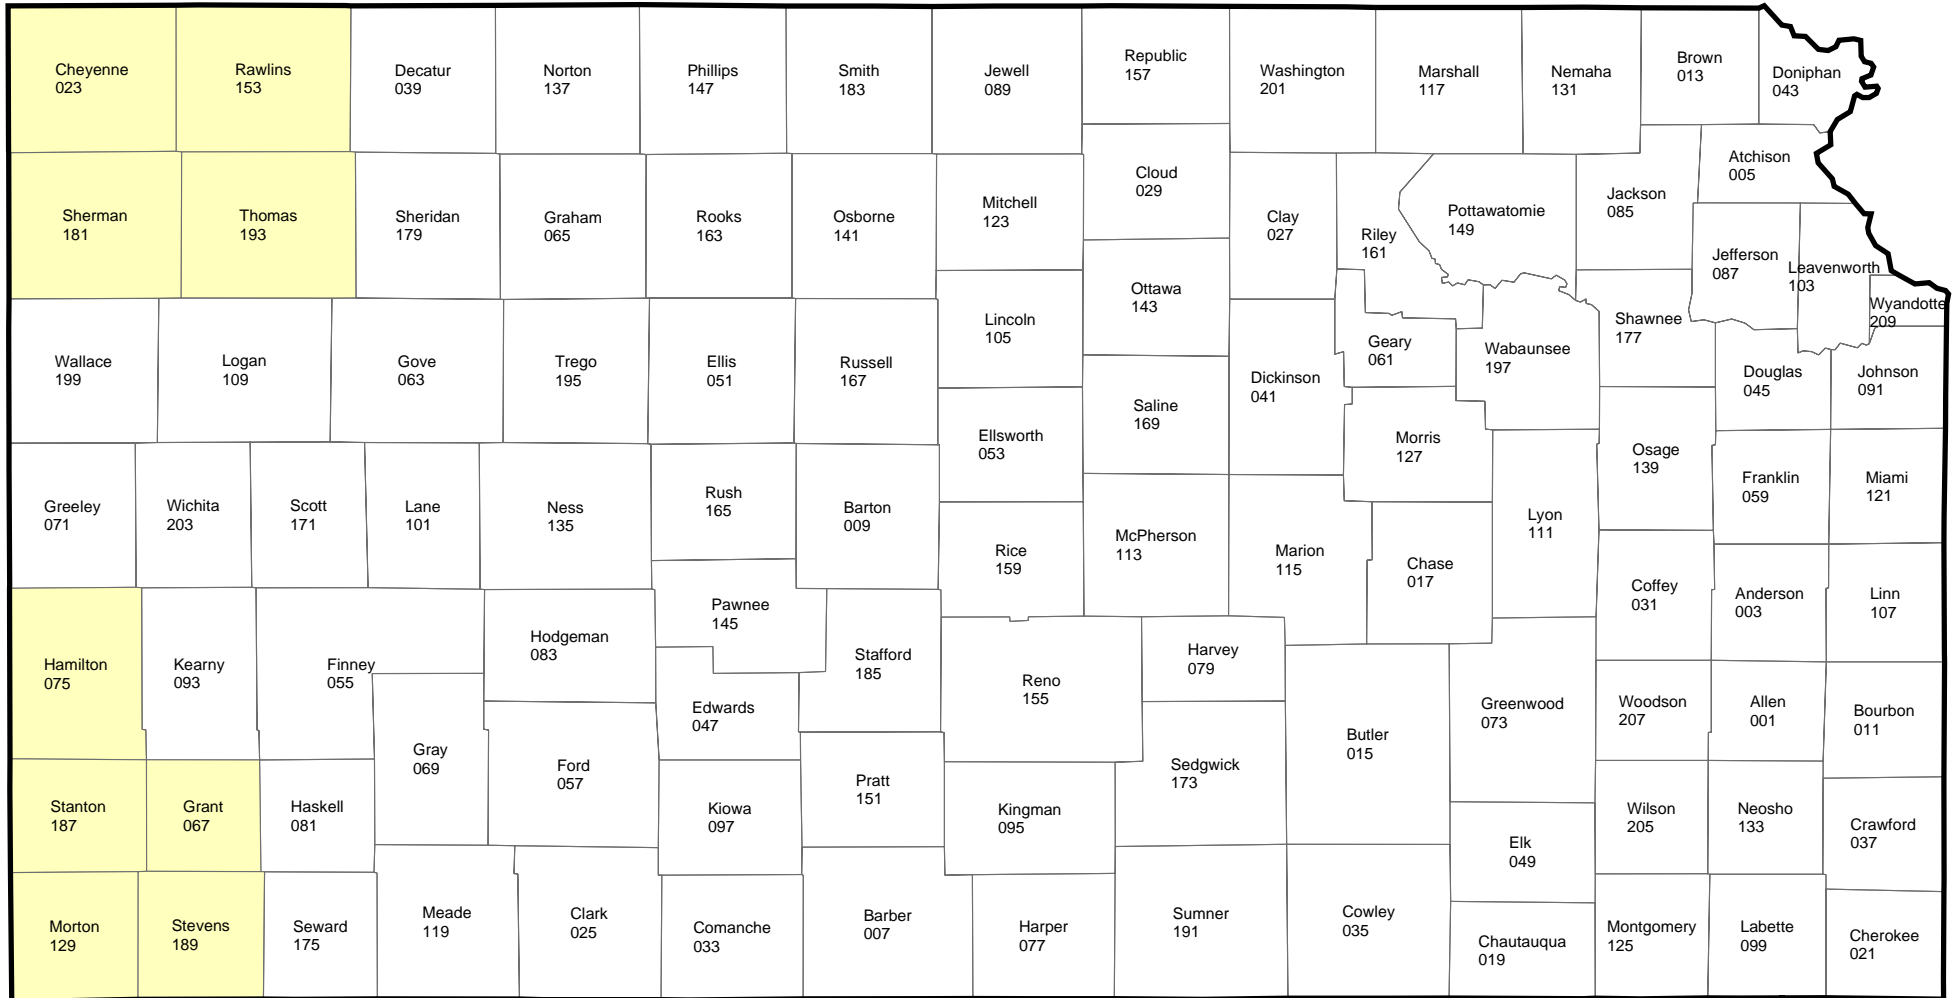 Cheyenne
023
Rawlins
153
Decatur
039
Norton
137
Phillips
147
Smith
183
Jewell
089
Republic
157
Washington
201
Marshall
117
Nemaha
131
Brown
013
Doniphan
043
Sherman
181
Thomas
193
Sheridan
179
Graham
065
Rooks
163
Osborne
141
Mitchell
123
Cloud
029
Clay
027
Riley
161
Pottawatomie
149
Jackson
085
Atchison
005
Jefferson
087
Leavenworth
103
Wyandotte
209
Wallace
199
Logan
109
Gove
063
Trego
195
Ellis
051
Russell
167
Lincoln
105
Ottawa
143
Dickinson
041
Geary
061
Wabaunsee
197
Shawnee
177
Douglas
045
Johnson
091
Greeley
071
Wichita
203
Scott
171
Lane
101
Ness
135
Rush
165
Barton
009
Ellsworth
053
Saline
169
Morris
127
Osage
139
Franklin
059
Miami
121
Rice
159
McPherson
113
Marion
115
Chase
017
Lyon
111
Coffey
031
Anderson
003
Linn
107
Hamilton
075
Kearny
093
Finney
055
Hodgeman
083
Pawnee
145
Stafford
185
Edwards
047
Gray
069
Ford
057
Reno
155
Harvey
079
Sedgwick
173
Butler
015
Greenwood
073
Woodson
207
Allen
001
Bourbon
011
Stanton
187
Grant
067
Haskell
081
Kiowa
097
Pratt
151
Kingman
095
Elk
049
Wilson
205
Neosho
133
Crawford
037
Morton
129
Stevens
189
Seward
175
Meade
119
Clark
025
Comanche
033
Barber
007
Harper
077
Sumner
191
Cowley
035
Chautauqua
019
Montgomery
125
Labette
099
Cherokee
021